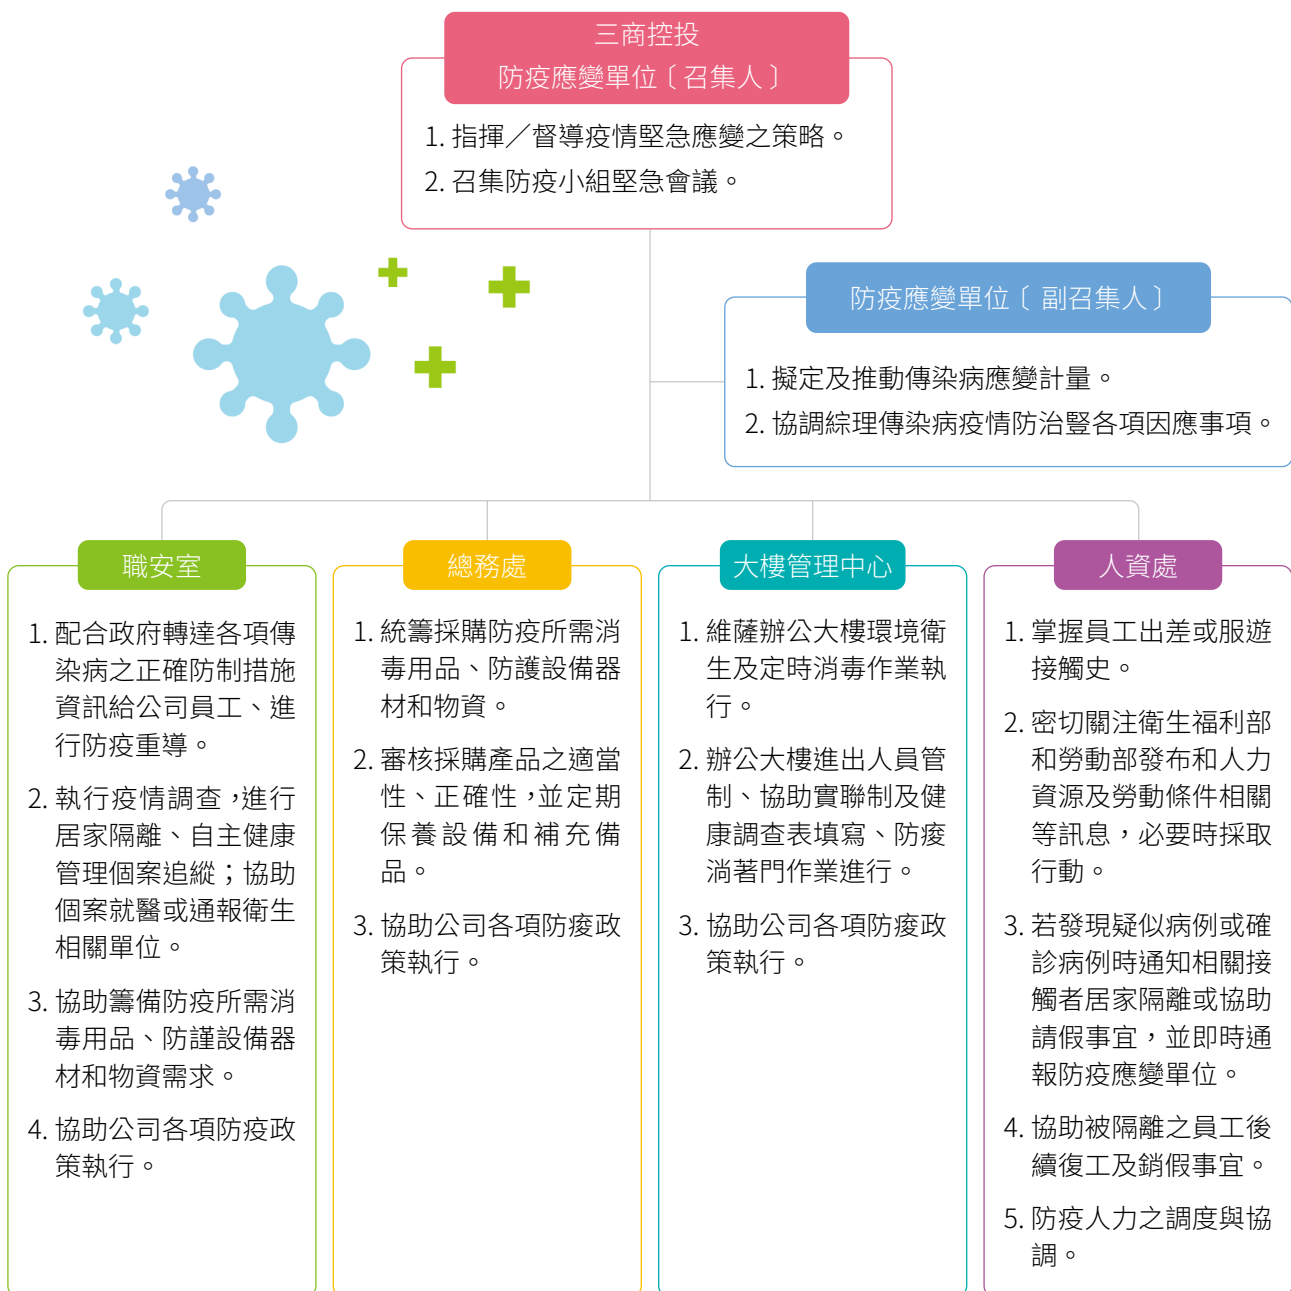 三商控投
防疫應變單位〔召集人〕
1. 指揮／督導疫情堅急應變之策略。
2. 召集防疫小組堅急會議。
防疫應變單位〔 副召集人〕
1. 擬定及推動傳染病應變計量。
2. 協調綜理傳染病疫情防治豎各項因應事項。
職安室
1. 配合政府轉達各項傳
染病之正確防制措施
資訊給公司員工、進
行防疫重導。
2. 執行疫情調查，進行
居家隔離、自主健康
管理個案追縱；協助
個案就醫或通報衛生
相關單位。
3. 協助籌備防疫所需消
毒用品、防謹設備器
材和物資需求。
4. 協助公司各項防疫政
策執行。
總務處
1. 統籌採購防疫所需消
毒用品、防護設備器
材和物資。
2. 審核採購產品之適當
性、正確性，並定期
保養設備和補充備
品。
3. 協助公司各項防疫政
策執行。
大樓管理中心
1. 維薩辦公大樓環境衛
生及定時消毒作業執
行。
2. 辦公大樓進出人員管
制、協助實聯制及健
康調查表填寫、防疫
淌著門作業進行。
3. 協助公司各項防疫政
策執行。
人資處
1. 掌握員工出差或服遊
接觸史。
2. 密切關注衛生福利部
和勞動部發布和人力
資源及勞動條件相關
等訊息，必要時採取
行動。
3. 若發現疑似病例或確
診病例時通知相關接
觸者居家隔離或協助
請假事宜，並即時通
報防疫應變單位。
4. 協助被隔離之員工後
續復工及銷假事宜。
5. 防疫人力之調度與協
調。